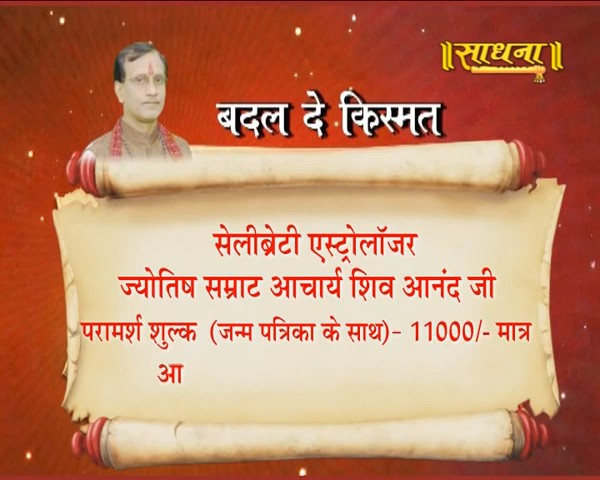 ॥साधना॥
बदल दे किस्मत
सेलीब्रेटी एस्ट्रोलॉजर
ज्योतिष सम्राट आचार्य शिव आनंद जी
परामर्श शुल्क (जन्म पत्रिका के साथ)- 11000/- मात्र
आ